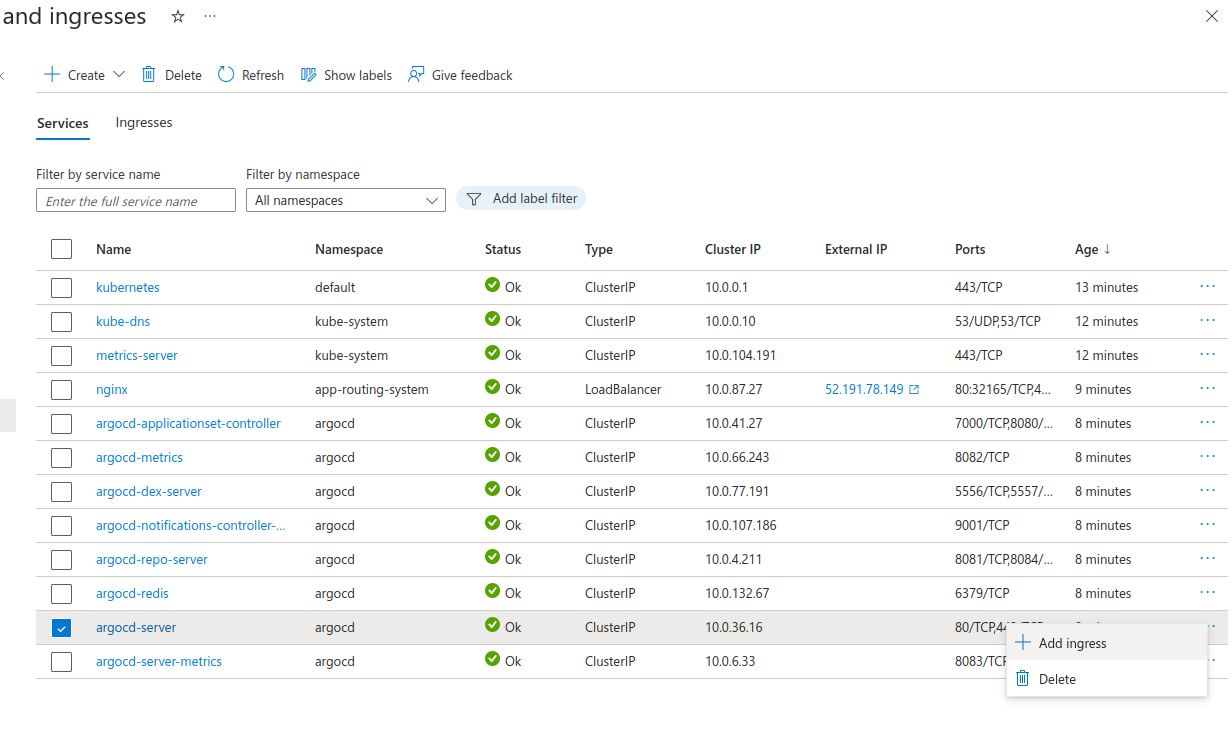 and ingresses
Create Delete Refresh Show labels Give feedback
Services Ingresses
Filter by service name Filter by namespace
Enter the full service name All namespaces Add label filter
Name Namespace Status Type Cluster IP External IP Ports Age ↓
kubernetes default Ok ClusterIP 10.0.0.1 443/TCP 13 minutes
kube-dns kube-system Ok ClusterIP 10.0.0.10 53/UDP,53/TCP 12 minutes
metrics-server kube-system Ok ClusterIP 10.0.104.191 443/TCP 12 minutes
nginx app-routing-system Ok LoadBalancer 10.0.87.27 52.191.78.149 80:32165/TCP,4... 9 minutes
argocd-applicationset-controller argocd Ok ClusterIP 10.0.41.27 7000/TCP,8080/... 8 minutes
argocd-metrics argocd Ok ClusterIP 10.0.66.243 8082/TCP 8 minutes
argocd-dex-server argocd Ok ClusterIP 10.0.77.191 5556/TCP,5557/... 8 minutes
argocd-notifications-controller-... argocd Ok ClusterIP 10.0.107.186 9001/TCP 8 minutes
argocd-repo-server argocd Ok ClusterIP 10.0.4.211 8081/TCP,8084/... 8 minutes
argocd-redis argocd Ok ClusterIP 10.0.132.67 6379/TCP 8 minutes
argocd-server argocd Ok ClusterIP 10.0.36.16 80/TCP,44
Add ingress
argocd-server-metrics argocd Ok ClusterIP 10.0.6.33 8083/TCP
Delete